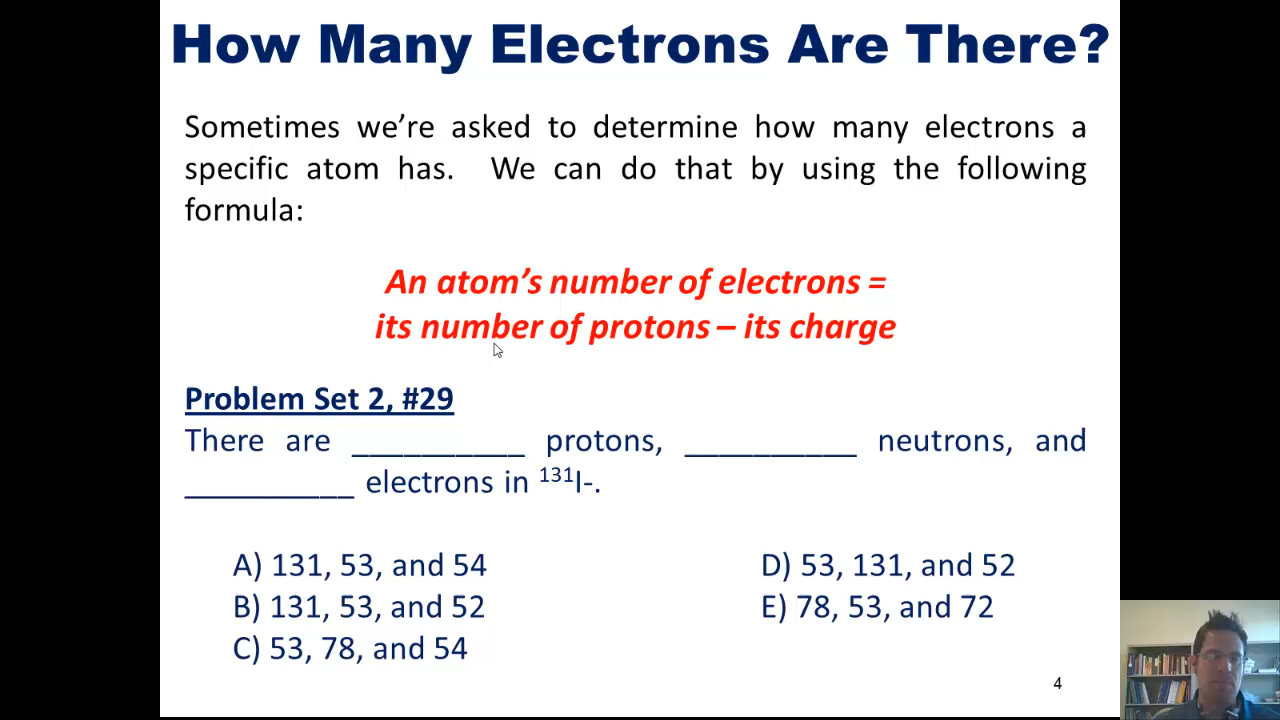 How Many Electrons Are There?
Sometimes we're asked to determine how many electrons a
specific atom has.  We can do that by using the following
formula:
An atom's number of electrons =
its number of protons – its charge
Problem Set 2, #29
There are __________ protons, __________ neutrons, and
__________ electrons in ¹³¹I-.
A) 131, 53, and 54
B) 131, 53, and 52
C) 53, 78, and 54
D) 53, 131, and 52
E) 78, 53, and 72
4